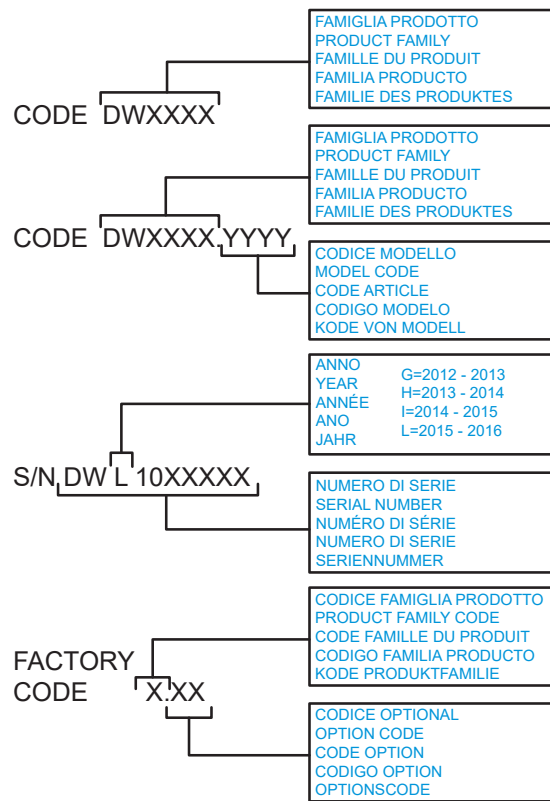 FAMIGLIA PRODOTTO
PRODUCT FAMILY
FAMILLE DU PRODUIT
FAMILIA PRODUCTO
FAMILIE DES PRODUKTES
CODE DWXXXX
FAMIGLIA PRODOTTO
PRODUCT FAMILY
FAMILLE DU PRODUIT
FAMILIA PRODUCTO
FAMILIE DES PRODUKTES
CODE DWXXXX.YYYY
CODICE MODELLO
MODEL CODE
CODE ARTICLE
CODIGO MODELO
KODE VON MODELL
ANNO
YEAR
ANNÉE
ANO
JAHR
G=2012 - 2013
H=2013 - 2014
I=2014 - 2015
L=2015 - 2016
S/N DW L 10XXXXX
NUMERO DI SERIE
SERIAL NUMBER
NUMÉRO DI SÉRIE
NUMERO DI SERIE
SERIENNUMMER
CODICE FAMIGLIA PRODOTTO
PRODUCT FAMILY CODE
CODE FAMILLE DU PRODUIT
CODIGO FAMILIA PRODUCTO
KODE PRODUKTFAMILIE
FACTORY
CODE X.XX
CODICE OPTIONAL
OPTION CODE
CODE OPTION
CODIGO OPTION
OPTIONSCODE